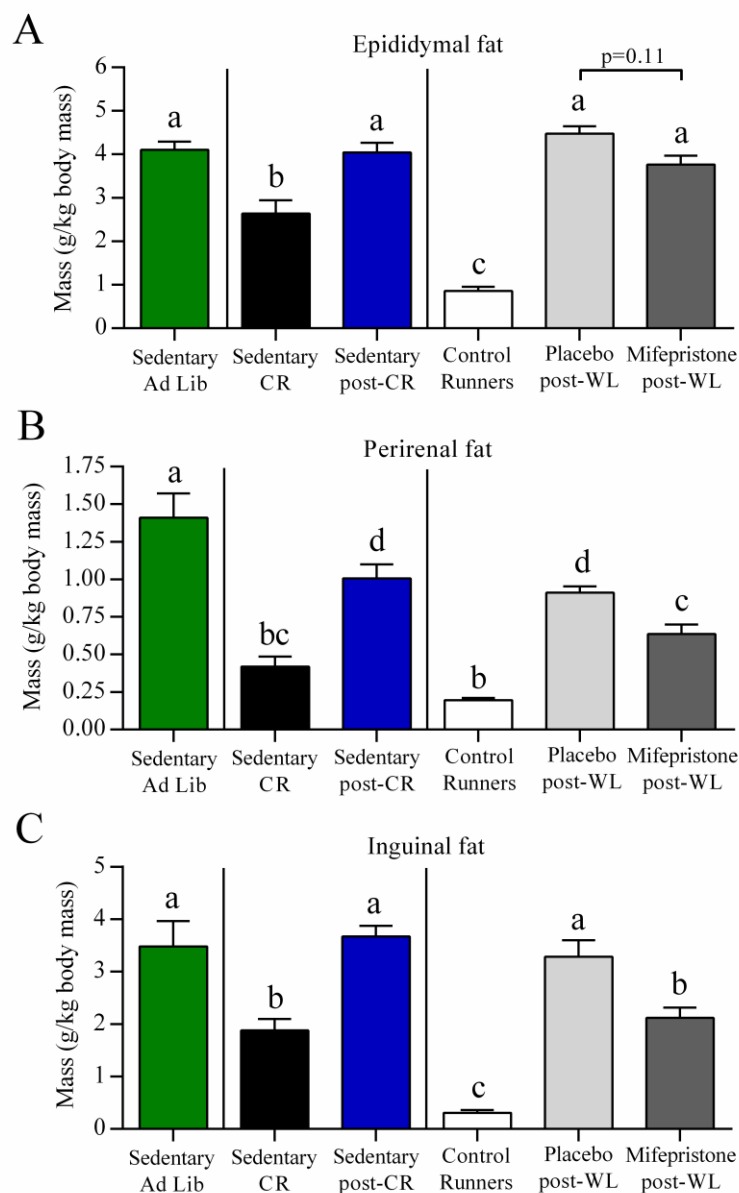 A
Epididymal fat
p=0.11
Mass (g/kg body mass)
6
5
4
3
2
1
0
a
b
a
c
a
a
Sedentary Ad Lib
Sedentary CR
Sedentary post-CR
Control Runners
Placebo post-WL
Mifepristone post-WL
B
Perirenal fat
Mass (g/kg body mass)
1.75
1.50
1.25
1.00
0.75
0.50
0.25
0.00
a
bc
d
b
d
c
Sedentary Ad Lib
Sedentary CR
Sedentary post-CR
Control Runners
Placebo post-WL
Mifepristone post-WL
C
Inguinal fat
Mass (g/kg body mass)
5
4
3
2
1
0
a
b
a
c
a
b
Sedentary Ad Lib
Sedentary CR
Sedentary post-CR
Control Runners
Placebo post-WL
Mifepristone post-WL